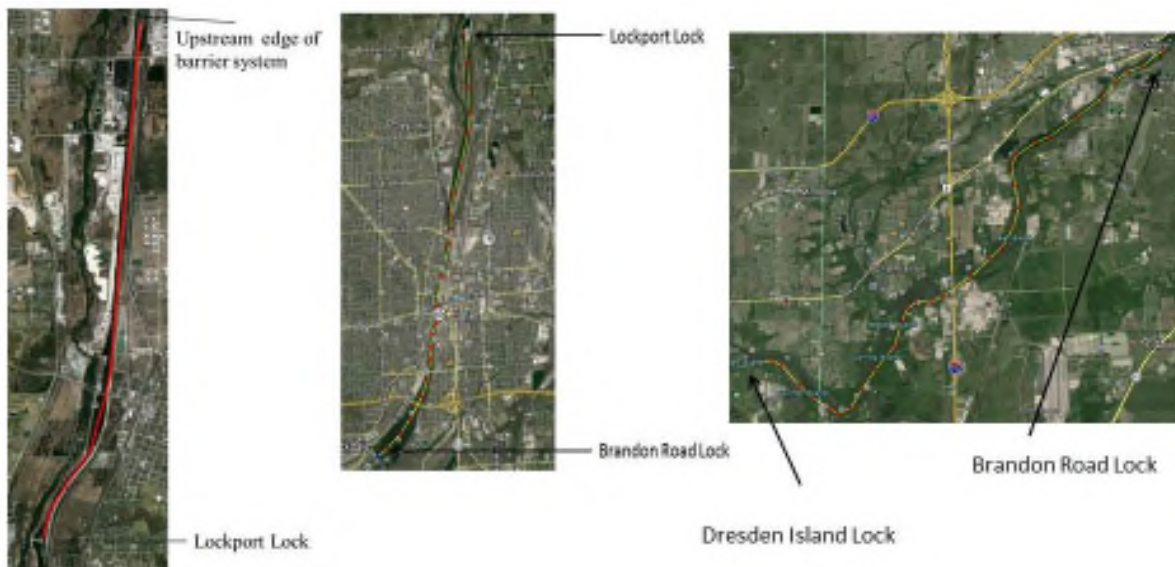 Upstream edge of
barrier system
Lockport Lock
Lockport Lock
Brandon Road Lock
Brandon Road Lock
Dresden Island Lock